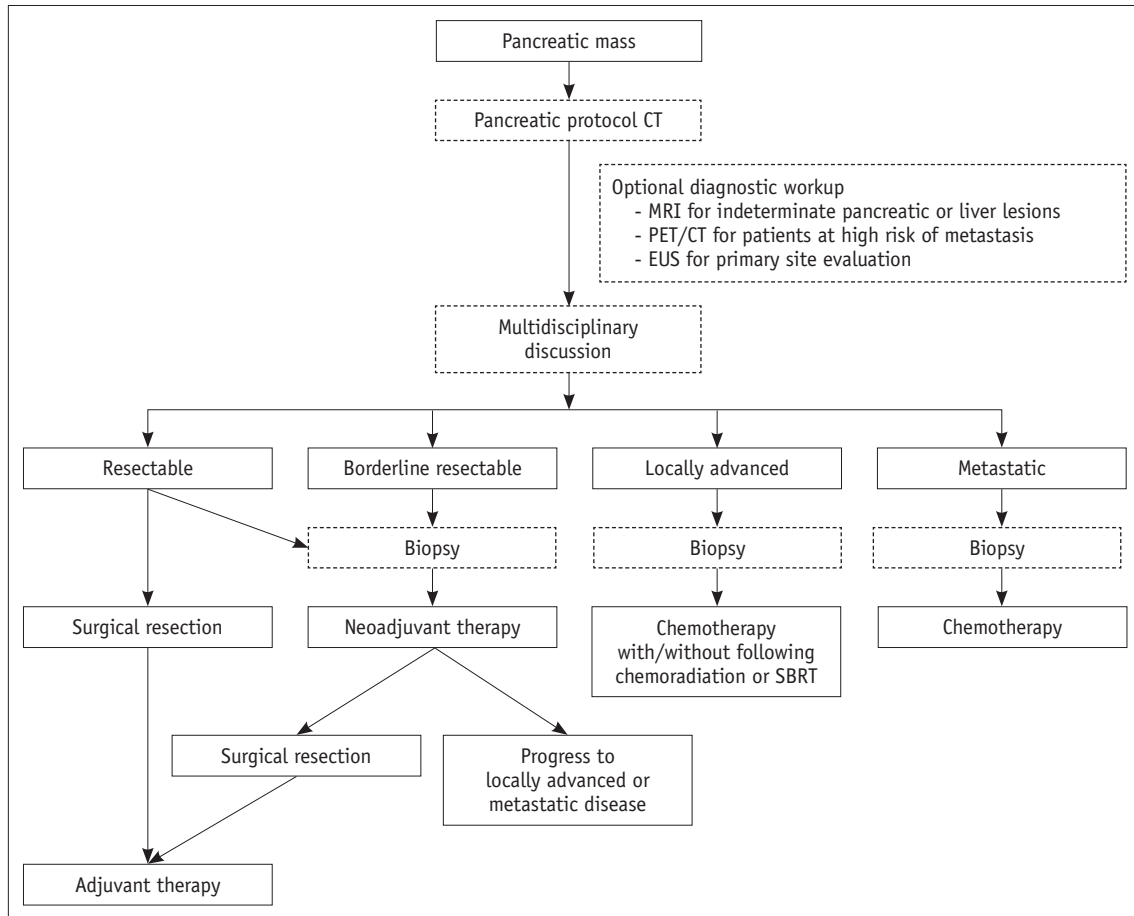 Pancreatic mass
Pancreatic protocol CT
Optional diagnostic workup
- MRI for indeterminate pancreatic or liver lesions
- PET/CT for patients at high risk of metastasis
- EUS for primary site evaluation
Multidisciplinary
discussion
Resectable
Borderline resectable
Locally advanced
Metastatic
Biopsy
Biopsy
Biopsy
Surgical resection
Neoadjuvant therapy
Chemotherapy
with/without following
chemoradiation or SBRT
Chemotherapy
Surgical resection
Progress to
locally advanced or
metastatic disease
Adjuvant therapy